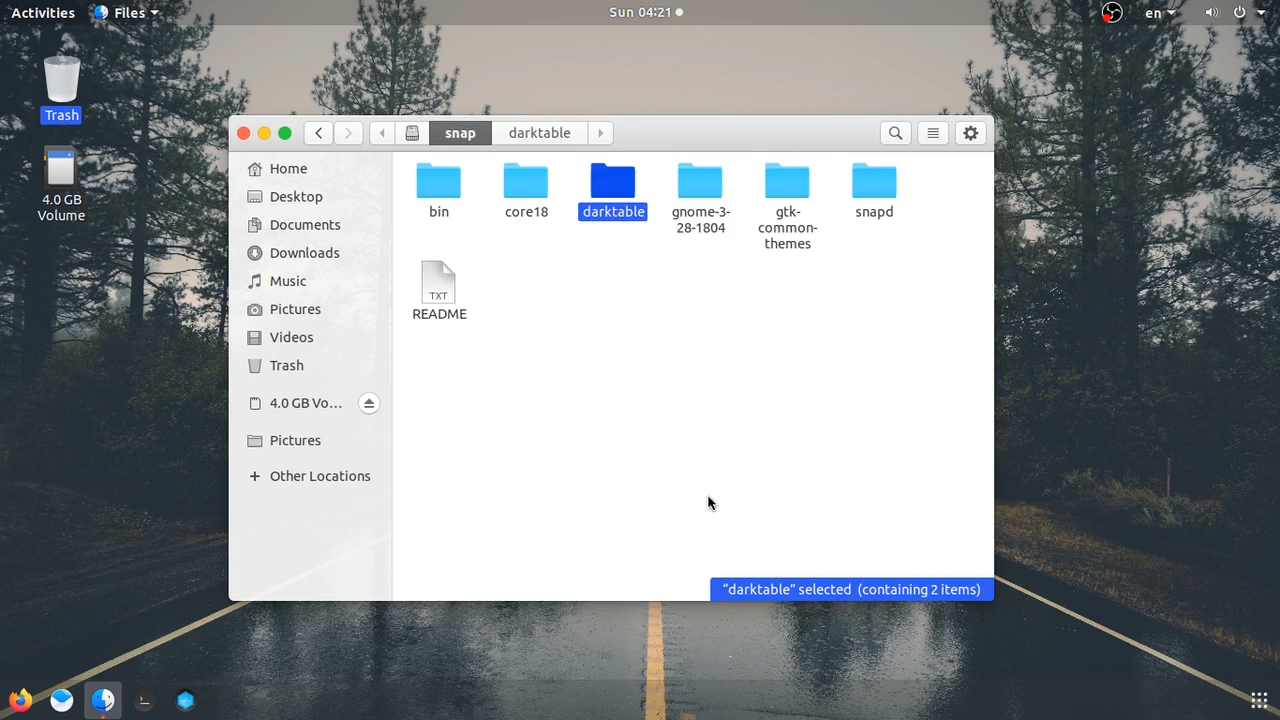 Activities
Files
Sun 04:21
en
Trash
4.0 GB
Volume
snap
darktable
Home
Desktop
Documents
Downloads
Music
Pictures
Videos
Trash
4.0 GB Vo…
Pictures
Other Locations
bin
core18
darktable
gnome-3-
28-1804
gtk-
common-
themes
snapd
TXT
README
“darktable” selected (containing 2 items)